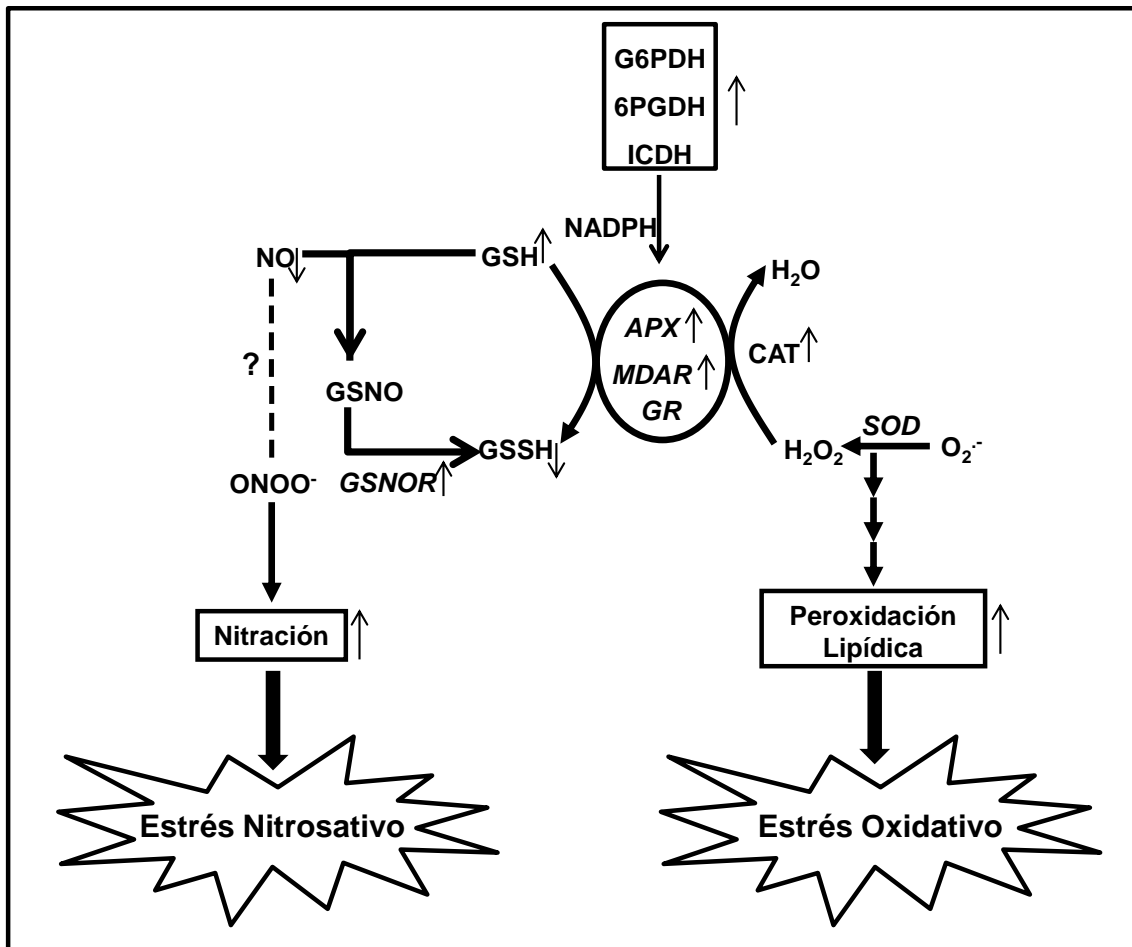 G6PDH
6PGDH
ICDH
NADPH
NO
GSH
H₂O
APX
MDAR
GR
CAT
GSNO
GSSH
GSNOR
H₂O₂
SOD
O₂·⁻
?
ONOO⁻
Nitración
Peroxidación
Lipídica
Estrés Nitrosativo
Estrés Oxidativo